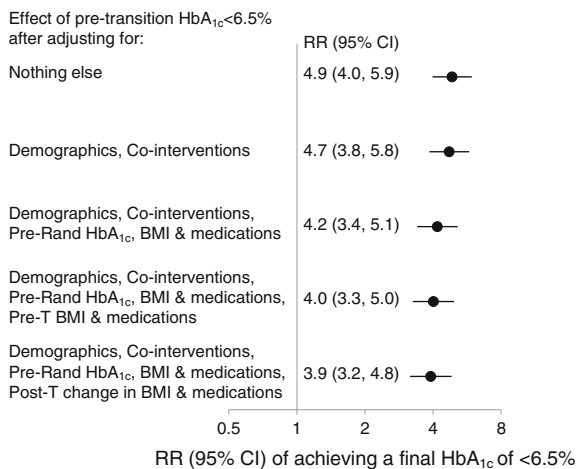 Effect of pre-transition HbA1c<6.5%
after adjusting for:
RR (95% CI)
Nothing else
4.9 (4.0, 5.9)
Demographics, Co-interventions
4.7 (3.8, 5.8)
Demographics, Co-interventions,
Pre-Rand HbA1c, BMI & medications
4.2 (3.4, 5.1)
Demographics, Co-interventions,
Pre-Rand HbA1c, BMI & medications,
Pre-T BMI & medications
4.0 (3.3, 5.0)
Demographics, Co-interventions,
Pre-Rand HbA1c, BMI & medications,
Post-T change in BMI & medications
3.9 (3.2, 4.8)
0.5 1 2 4 8
RR (95% CI) of achieving a final HbA1c of <6.5%